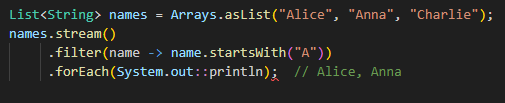 List<String> names = Arrays.asList("Alice", "Anna", "Charlie");
names.stream()
.filter(name -> name.startsWith("A"))
.forEach(System.out::println);  // Alice, Anna